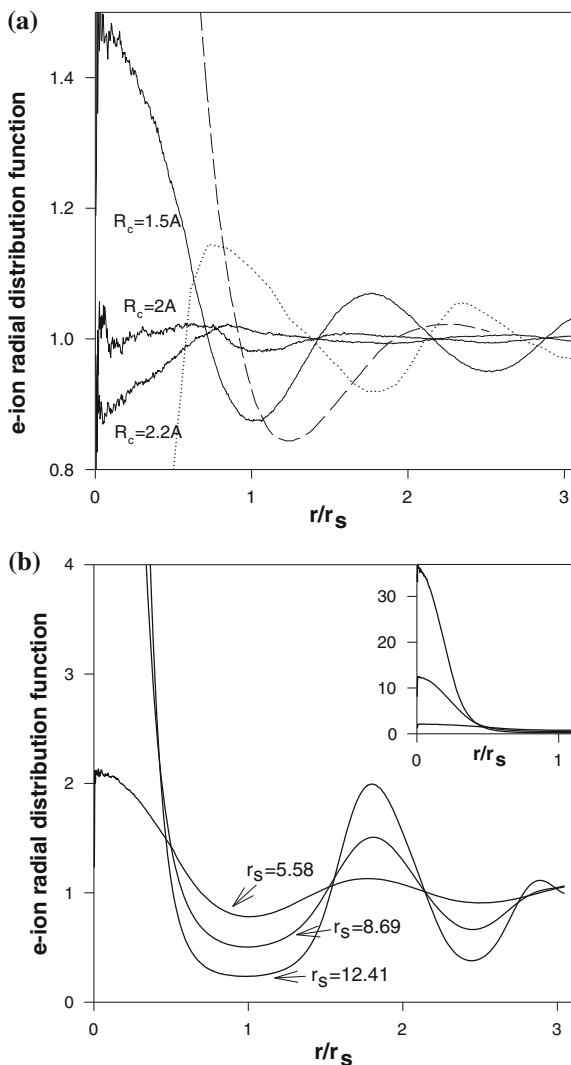 (a)
1.4
1.2
1.0
0.8
e-ion radial distribution function
R_c=1.5A
R_c=2A
R_c=2.2A
0 1 2 3
r/r_s
(b)
4
3
2
1
0
e-ion radial distribution function
30
20
10
0
0 1
r/r_s
r_s=5.58
r_s=8.69
r_s=12.41
0 1 2 3
r/r_s